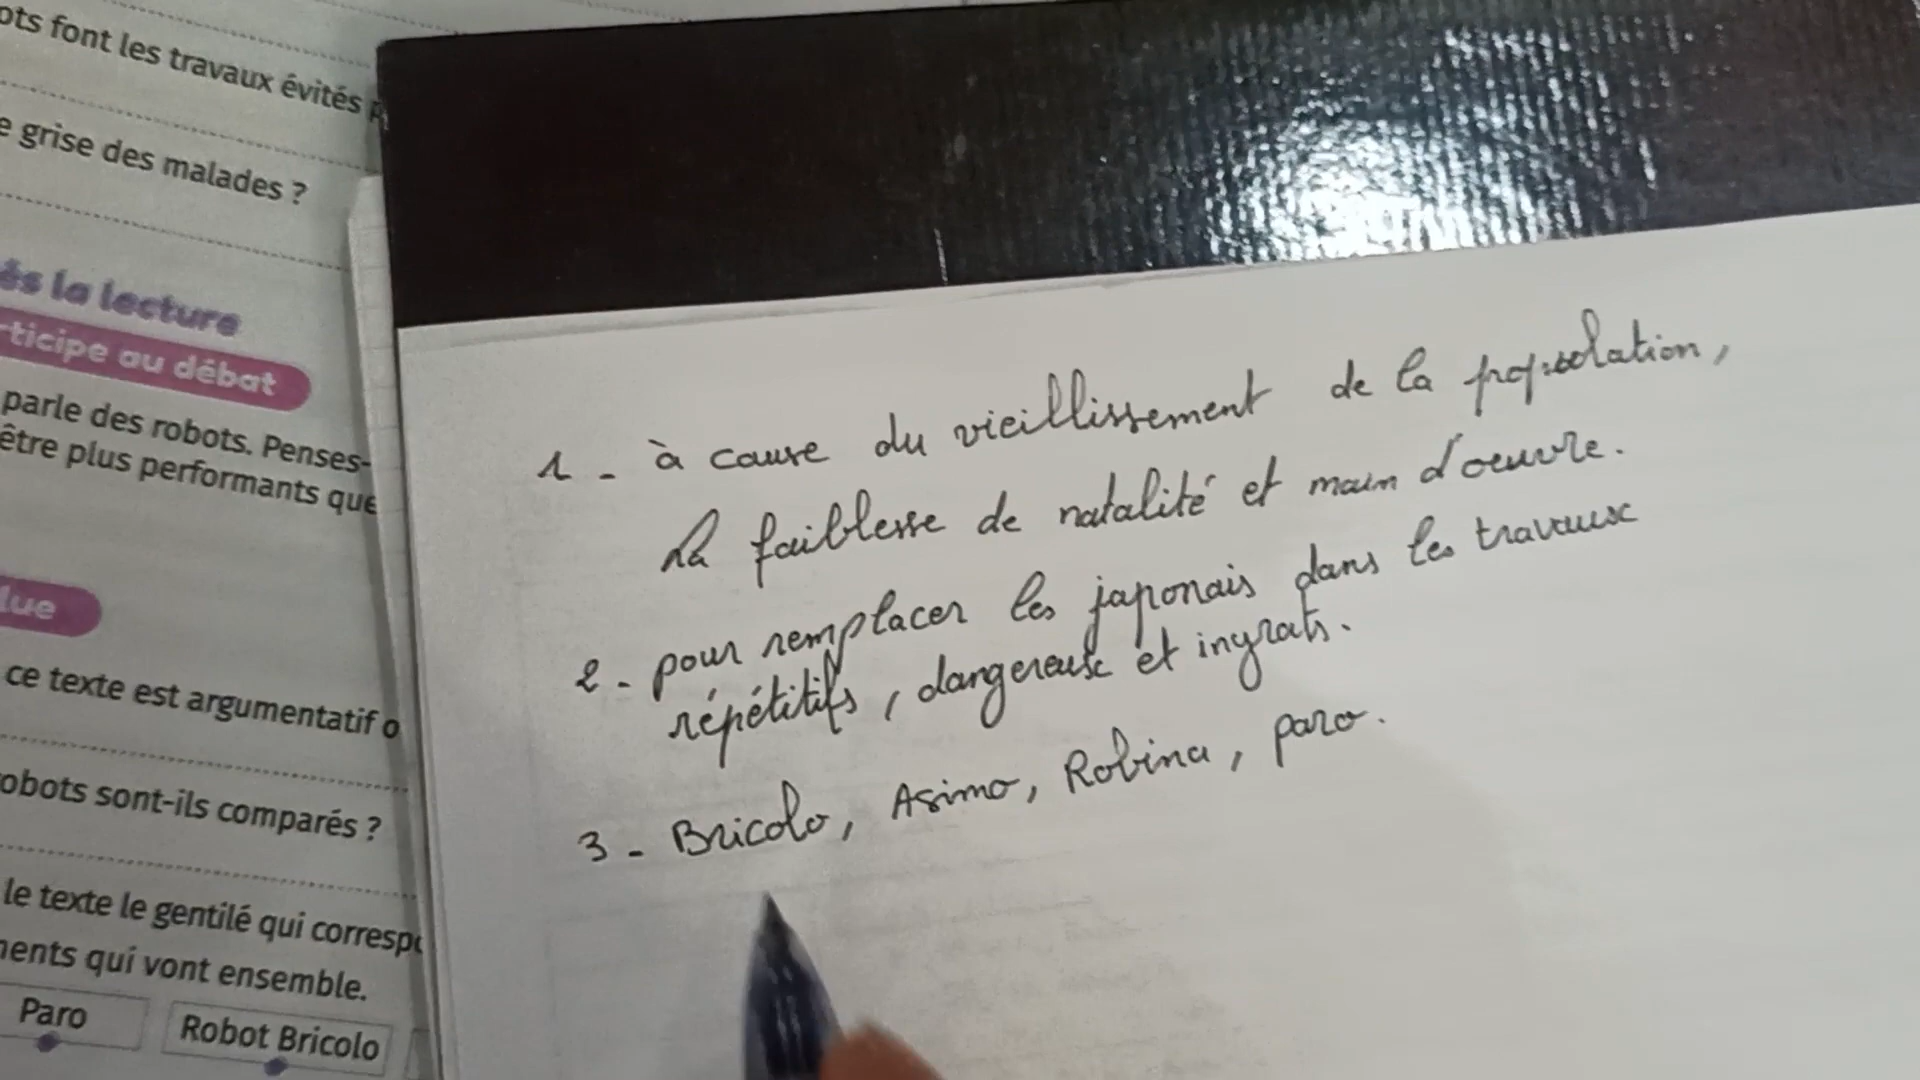 ots font les travaux évités
e grise des malades ?
ès la lecture
rticipe au débat
parle des robots. Penses-
être plus performants que
lue
ce texte est argumentatif o
obots sont-ils comparés ?
le texte le gentilé qui corresp
ments qui vont ensemble.
Paro
Robot Bricolo
1 - à cause du vieillissement de la population,
la faiblesse de natalité et main d'oeuvre.
2 - pour remplacer les japonais dans les travaux
répétitifs, dangereux et ingrats.
3 - Bricolo, Asimo, Robina, paro.